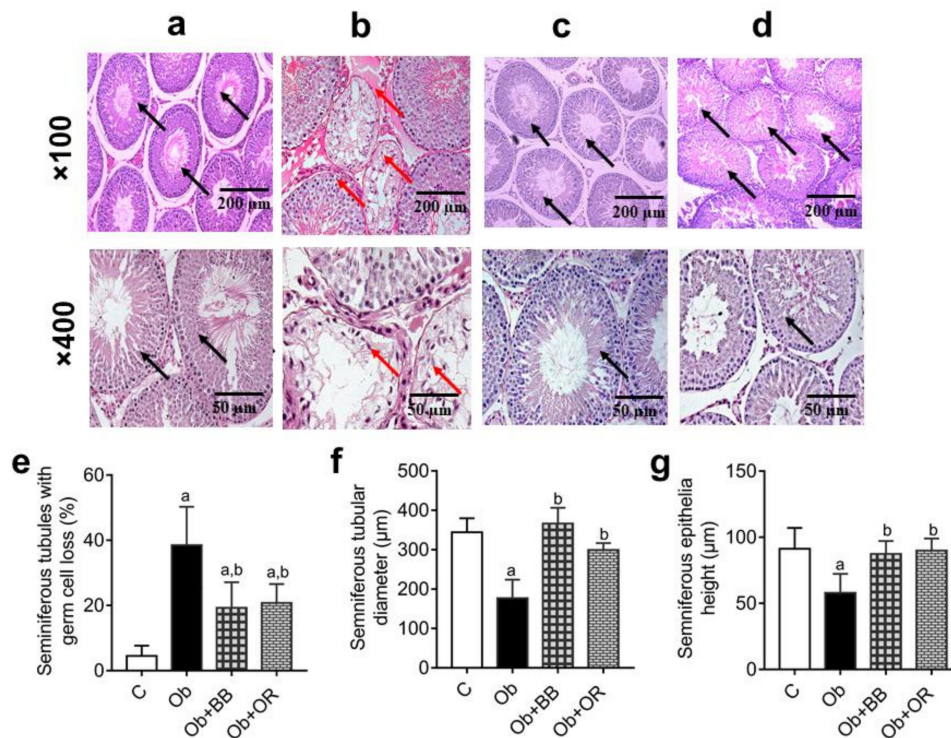 a b c d
×100
200 µm 200 µm 200 µm 200 µm
×400
50 µm 50 µm 50 µm 50 µm
e
Seminiferous tubules with
germ cell loss (%)
60
40
20
0
a
a,b
a,b
C Ob Ob+BB Ob+OR
f
Semniferous tubular
diameter (µm)
500
400
300
200
100
0
a
b
b
C Ob Ob+BB Ob+OR
g
Semniferous epithelia
height (µm)
150
100
50
0
a
b
b
C Ob Ob+BB Ob+OR